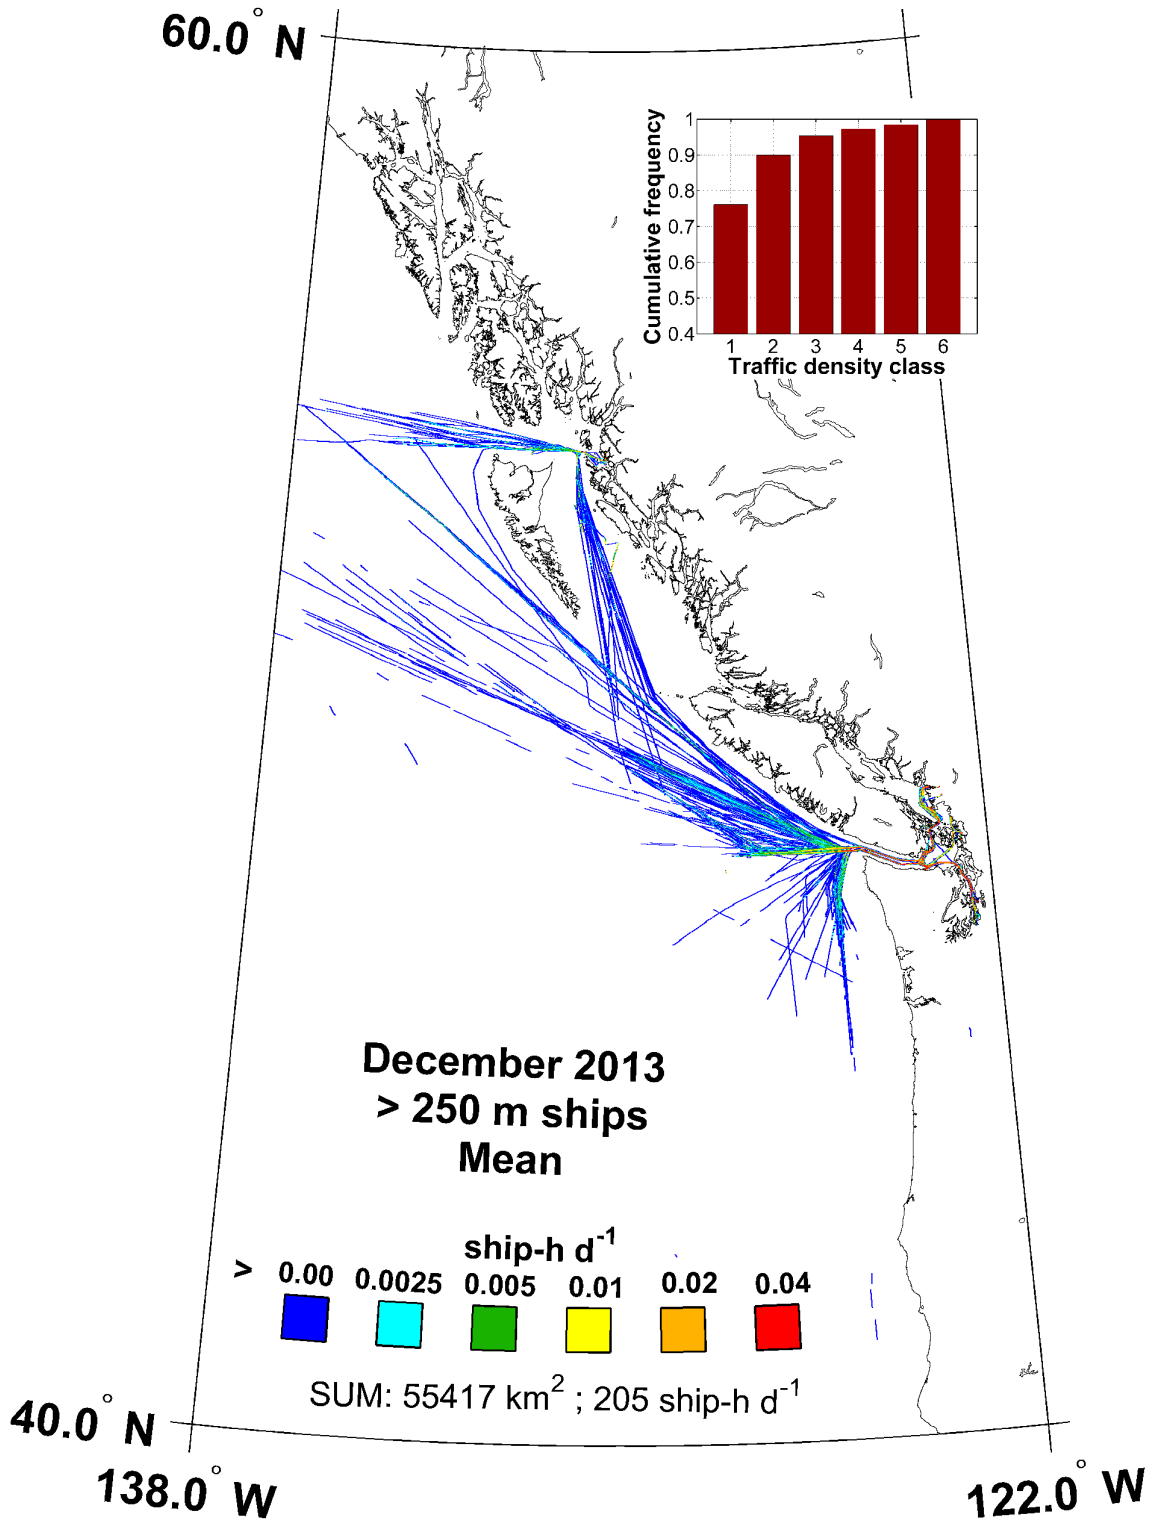 60.0° N
Cumulative frequency
1
0.9
0.8
0.7
0.6
0.5
0.4
1 2 3 4 5 6
Traffic density class
December 2013
> 250 m ships
Mean
ship-h d-1
> 0.00 0.0025 0.005 0.01 0.02 0.04
SUM: 55417 km2 ; 205 ship-h d-1
40.0° N
138.0° W
122.0° W